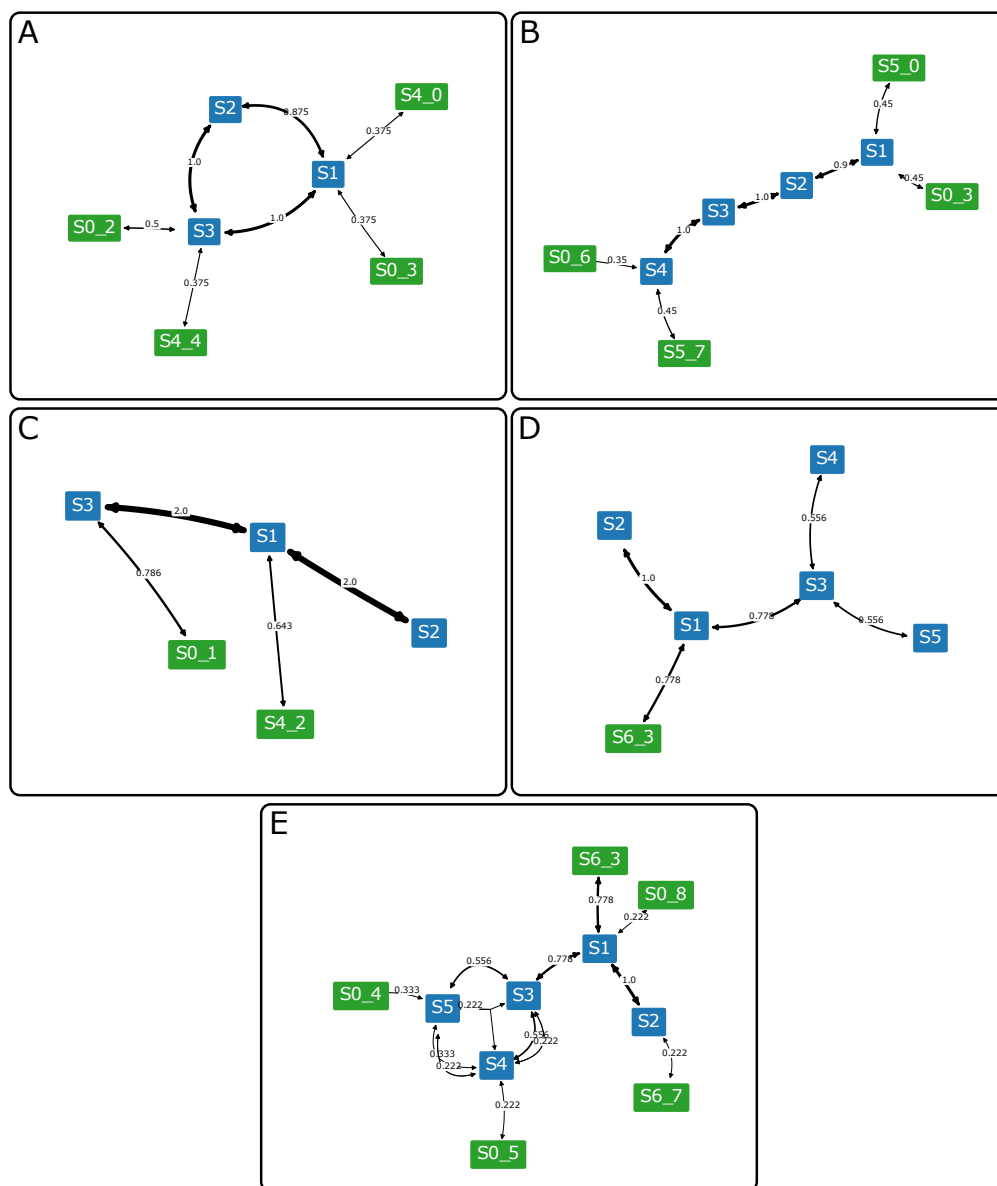 A
S4_0
S2
0.875
0.375
1.0
S1
S0_2
0.5
S3
1.0
0.375
S0_3
0.375
S4_4
B
S5_0
0.45
S1
0.9
S2
0.45
S0_3
1.0
S3
1.0
S0_6
0.35
S4
0.45
S5_7
C
S3
2.0
S1
0.786
2.0
0.643
S2
S0_1
S4_2
D
S4
S2
0.556
1.0
S3
0.778
0.556
S1
S5
0.778
S6_3
E
S6_3
S0_8
0.778
0.222
S1
0.556
0.778
1.0
S0_4
0.333
S5
0.222
S3
S2
0.556
0.222
0.333
0.222
S4
0.222
S6_7
0.222
S0_5